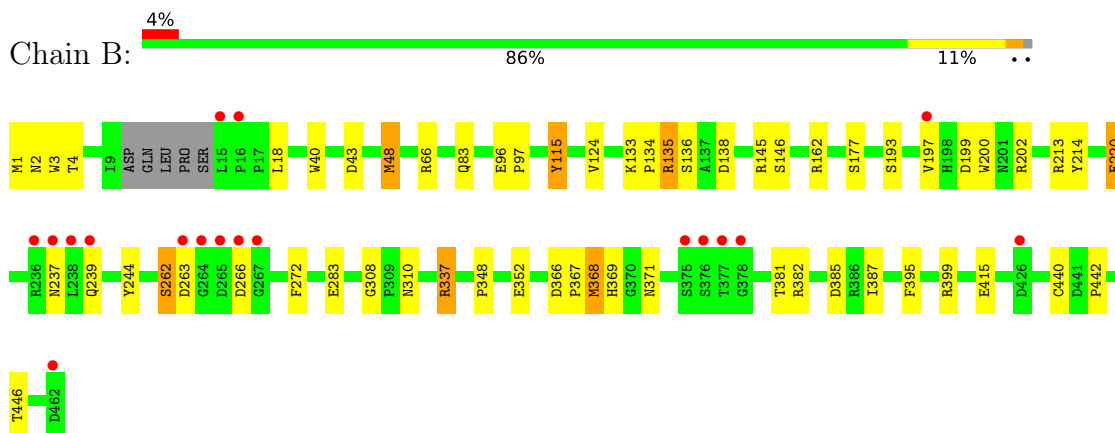 4%
Chain B:
86% 11% • •
M1 N2 W3 T4 I9 ASP GLN LEU PRO SER L15 P16 P17 L18 W40 D43 M48 R66 Q83 E96 P97 Y115 V124 K133 P134 R135 S136 A137 D138 R145 S146 R162 S177 S193 V197 H198 D199 W200 N201 R202 R213 Y214
R236 N237 L238 Q239 Y244 S262 D263 G264 D265 D266 G267 F272 E283 G308 P309 N310 R337 P348 E352 D366 P367 M368 H369 G370 N371 S375 S376 T377 G378 T381 R382 D385 R386 I387 F395 R399 E415 D426 C440 D441 P442
T446 D462